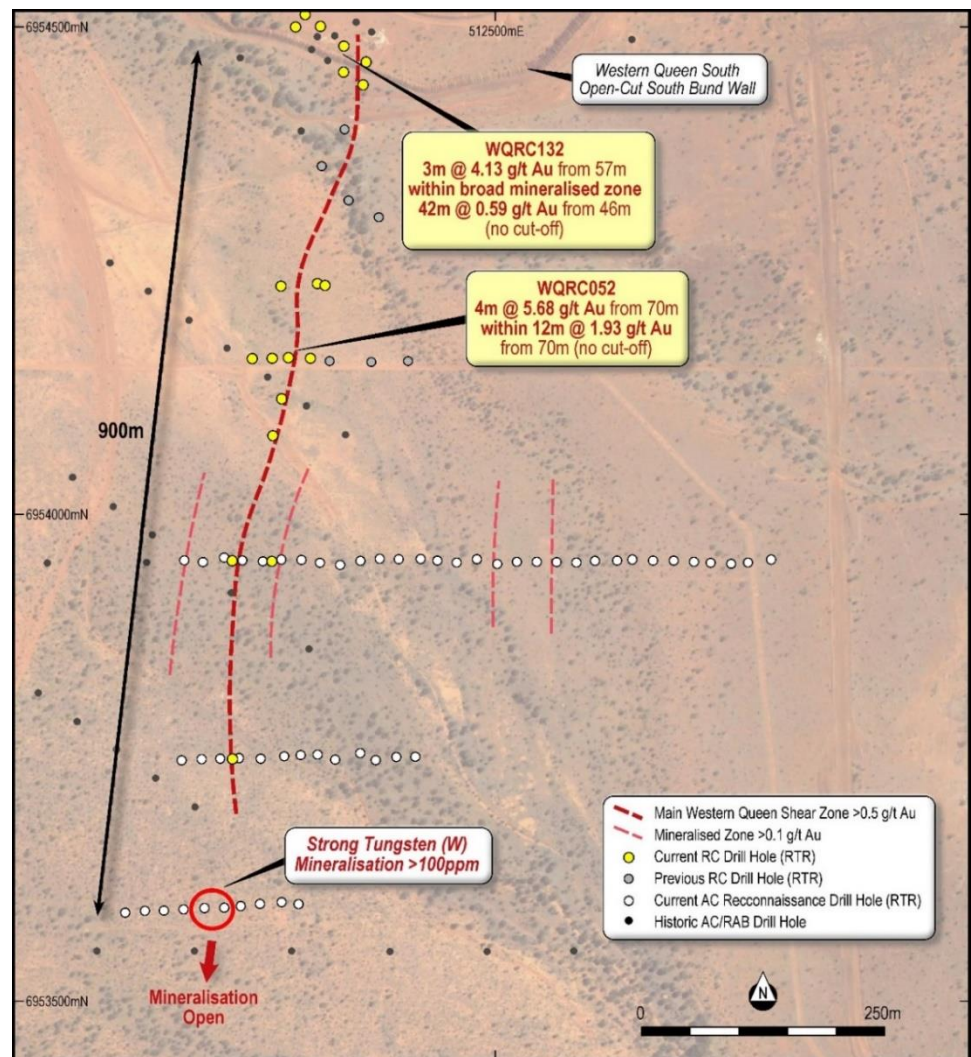 6954500mN
512500mE
Western Queen South
Open-Cut South Bund Wall
WQRC132
3m @ 4.13 g/t Au from 57m
within broad mineralised zone
42m @ 0.59 g/t Au from 46m
(no cut-off)
WQRC052
4m @ 5.68 g/t Au from 70m
within 12m @ 1.93 g/t Au
from 70m (no cut-off)
900m
6954000mN
Main Western Queen Shear Zone >0.5 g/t Au
Mineralised Zone >0.1 g/t Au
Current RC Drill Hole (RTR)
Previous RC Drill Hole (RTR)
Current AC Recconnaissance Drill Hole (RTR)
Historic AC/RAB Drill Hole
Strong Tungsten (W)
Mineralisation >100ppm
Mineralisation
Open
6953500mN
N
0
250m